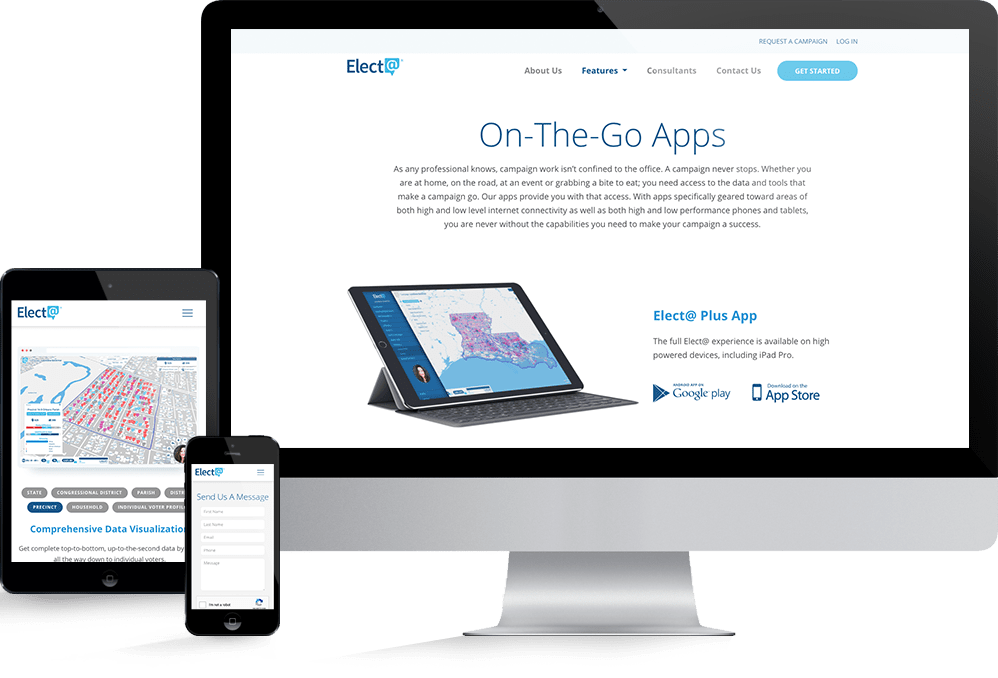 REQUEST A CAMPAIGN LOG IN
Elect@
About Us Features Consultants Contact Us GET STARTED
On-The-Go Apps
As any professional knows, campaign work isn't confined to the office. A campaign never stops. Whether you
are at home, on the road, at an event or grabbing a bite to eat; you need access to the data and tools that
make a campaign go. Our apps provide you with that access. With apps specifically geared toward areas of
both high and low level internet connectivity as well as both high and low performance phones and tablets,
you are never without the capabilities you need to make your campaign a success.
Elect@
Elect@ Plus App
The full Elect@ experience is available on high
powered devices, including iPad Pro.
ANDROID APP ON
Google play
Download on the
App Store
Elect@
STATE CONGRESSIONAL DISTRICT PARISH
PRECINCT HOUSEHOLD INDIVIDUAL VOTER
Comprehensive Data Visualization
Get complete top-to-bottom, up-to-the-second data by
all the way down to individual voters.
Elect@
Send Us A Message
First Name
Last Name
Email
Phone
Message
I'm not a robot